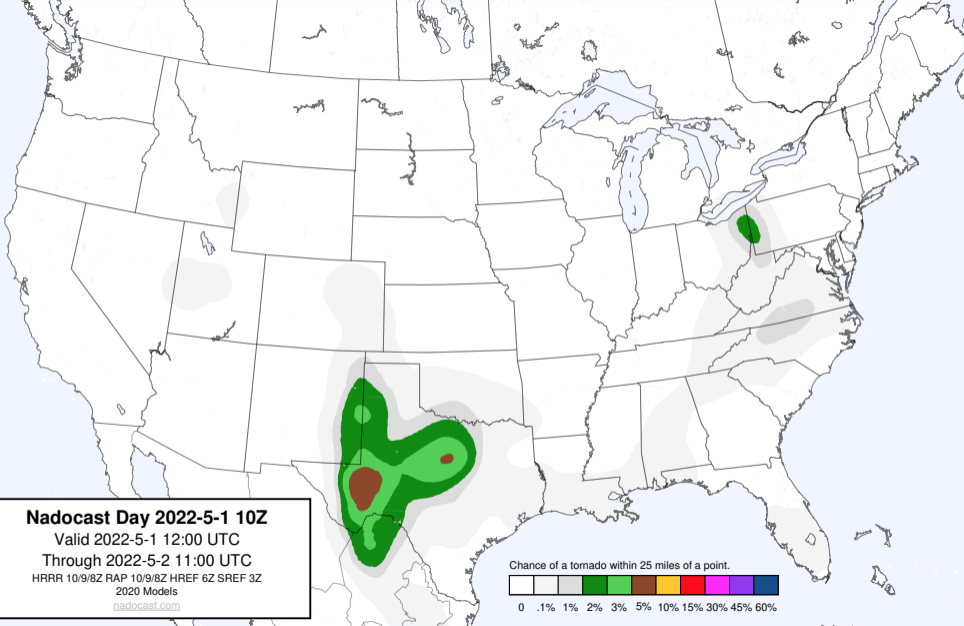 Nadocast Day 2022-5-1 10Z
Valid 2022-5-1 12:00 UTC
Through 2022-5-2 11:00 UTC
HRRR 10/9/8Z RAP 10/9/8Z HREF 6Z SREF 3Z
2020 Models
nadocast.com
Chance of a tornado within 25 miles of a point.
0 .1% 1% 2% 3% 5% 10% 15% 30% 45% 60%